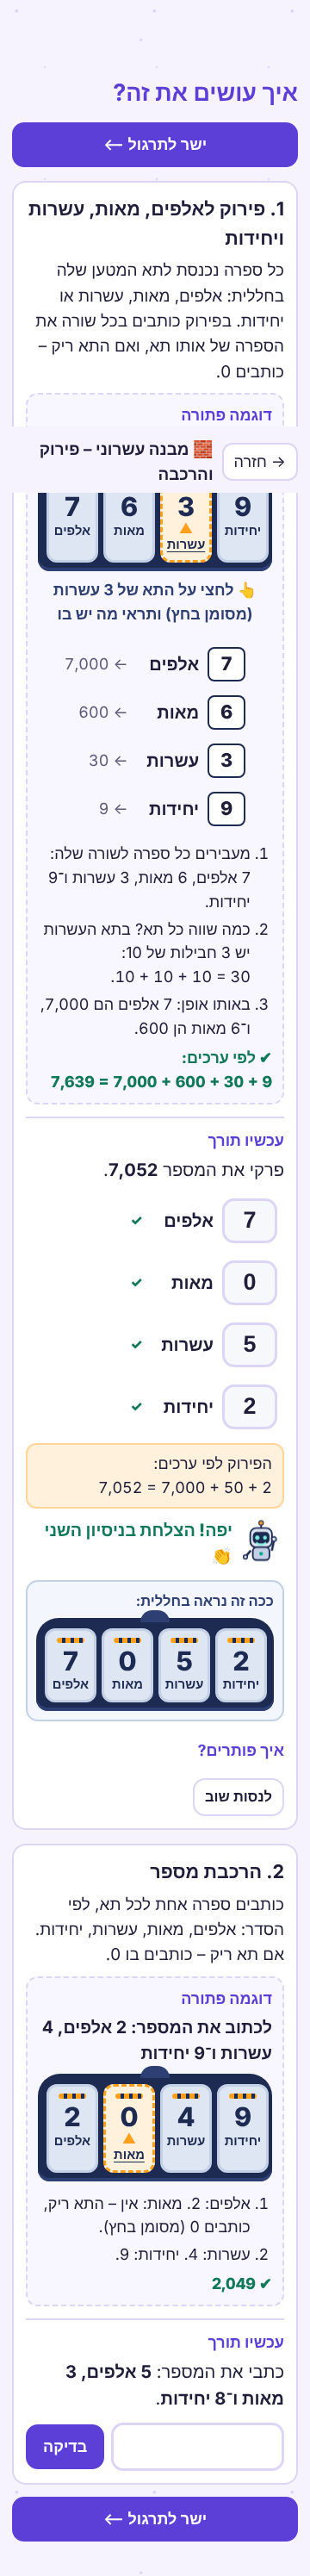 איך עושים את זה?
ישר לתרגול ←
1. פירוק לאלפים, מאות, עשרות
ויחידות
כל ספרה נכנסת לתא המטען שלה
בחללית: אלפים, מאות, עשרות או
יחידות. בפירוק כותבים בכל שורה את
הספרה של אותו תא, ואם התא ריק –
כותבים 0.
דוגמה פתורה
→ חזרה
🧱 מבנה עשרוני – פירוק
והרכבה
7 6 3 9
אלפים מאות עשרות יחידות
👆 לחצי על התא של 3 עשרות
(מסומן בחץ) ותראי מה יש בו
7 אלפים ← 7,000
6 מאות ← 600
3 עשרות ← 30
9 יחידות ← 9
1. מעבירים כל ספרה לשורה שלה:
7 אלפים, 6 מאות, 3 עשרות ו־9
יחידות.
2. כמה שווה כל תא? בתא העשרות
יש 3 חבילות של 10:
10 + 10 + 10 = 30.
3. באותו אופן: 7 אלפים הם 7,000,
ו־6 מאות הן 600.
✔ לפי ערכים:
7,639 = 7,000 + 600 + 30 + 9
עכשיו תורך
פרקי את המספר 7,052.
7 אלפים ✓
0 מאות ✓
5 עשרות ✓
2 יחידות ✓
הפירוק לפי ערכים:
7,052 = 7,000 + 50 + 2
יפה! הצלחת בניסיון השני
👏
ככה זה נראה בחללית:
7 0 5 2
אלפים מאות עשרות יחידות
איך פותרים?
לנסות שוב
2. הרכבת מספר
כותבים ספרה אחת לכל תא, לפי
הסדר: אלפים, מאות, עשרות, יחידות.
אם תא ריק – כותבים בו 0.
דוגמה פתורה
לכתוב את המספר: 2 אלפים, 4
עשרות ו־9 יחידות
2 0 4 9
אלפים מאות עשרות יחידות
1. אלפים: 2. מאות: אין – התא ריק,
כותבים 0 (מסומן בחץ).
2. עשרות: 4. יחידות: 9.
✔ 2,049
עכשיו תורך
כתבי את המספר: 5 אלפים, 3
מאות ו־8 יחידות.
בדיקה
ישר לתרגול ←